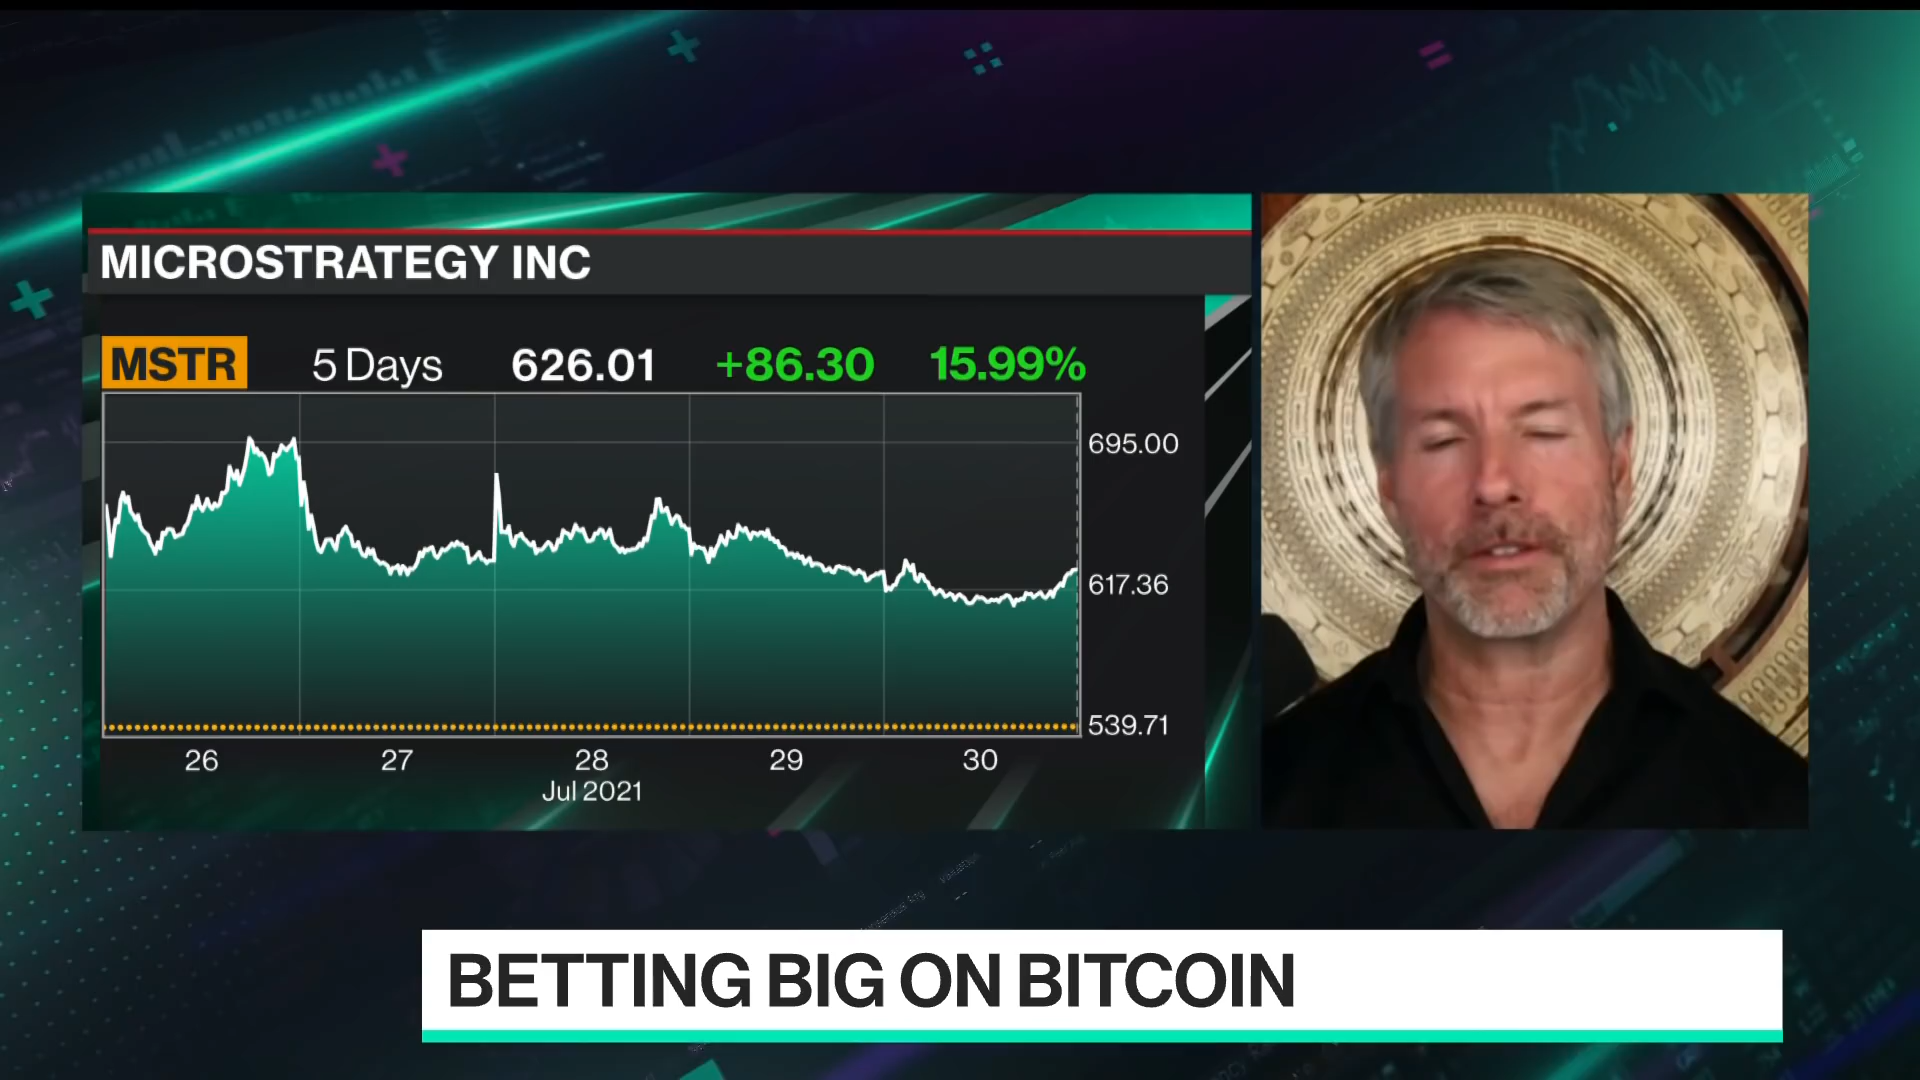 MICROSTRATEGY INC
MSTR 5 Days 626.01 +86.30 15.99%
695.00
617.36
539.71
26 27 28 29 30
Jul 2021
BETTING BIG ON BITCOIN